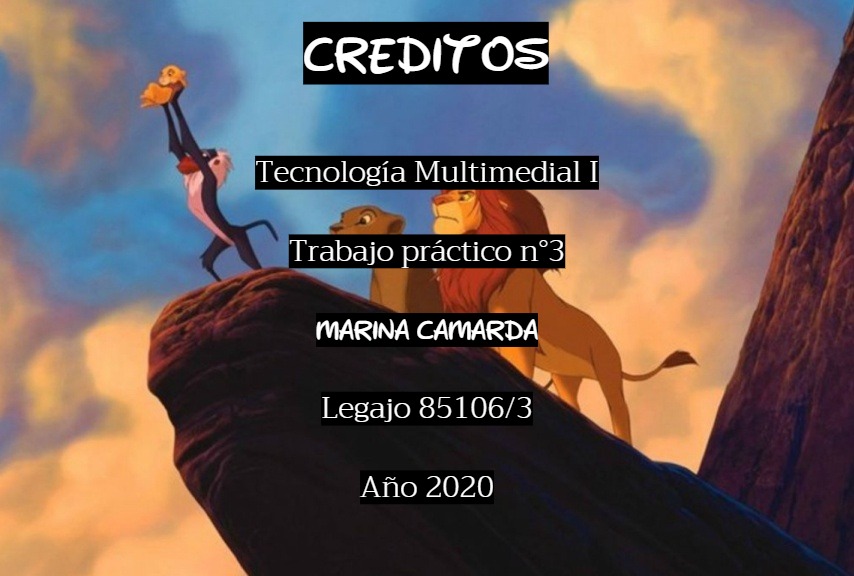 CREDITOS
Tecnología Multimedial I
Trabajo práctico n°3
MARINA CAMARDA
Legajo 85106/3
Año 2020